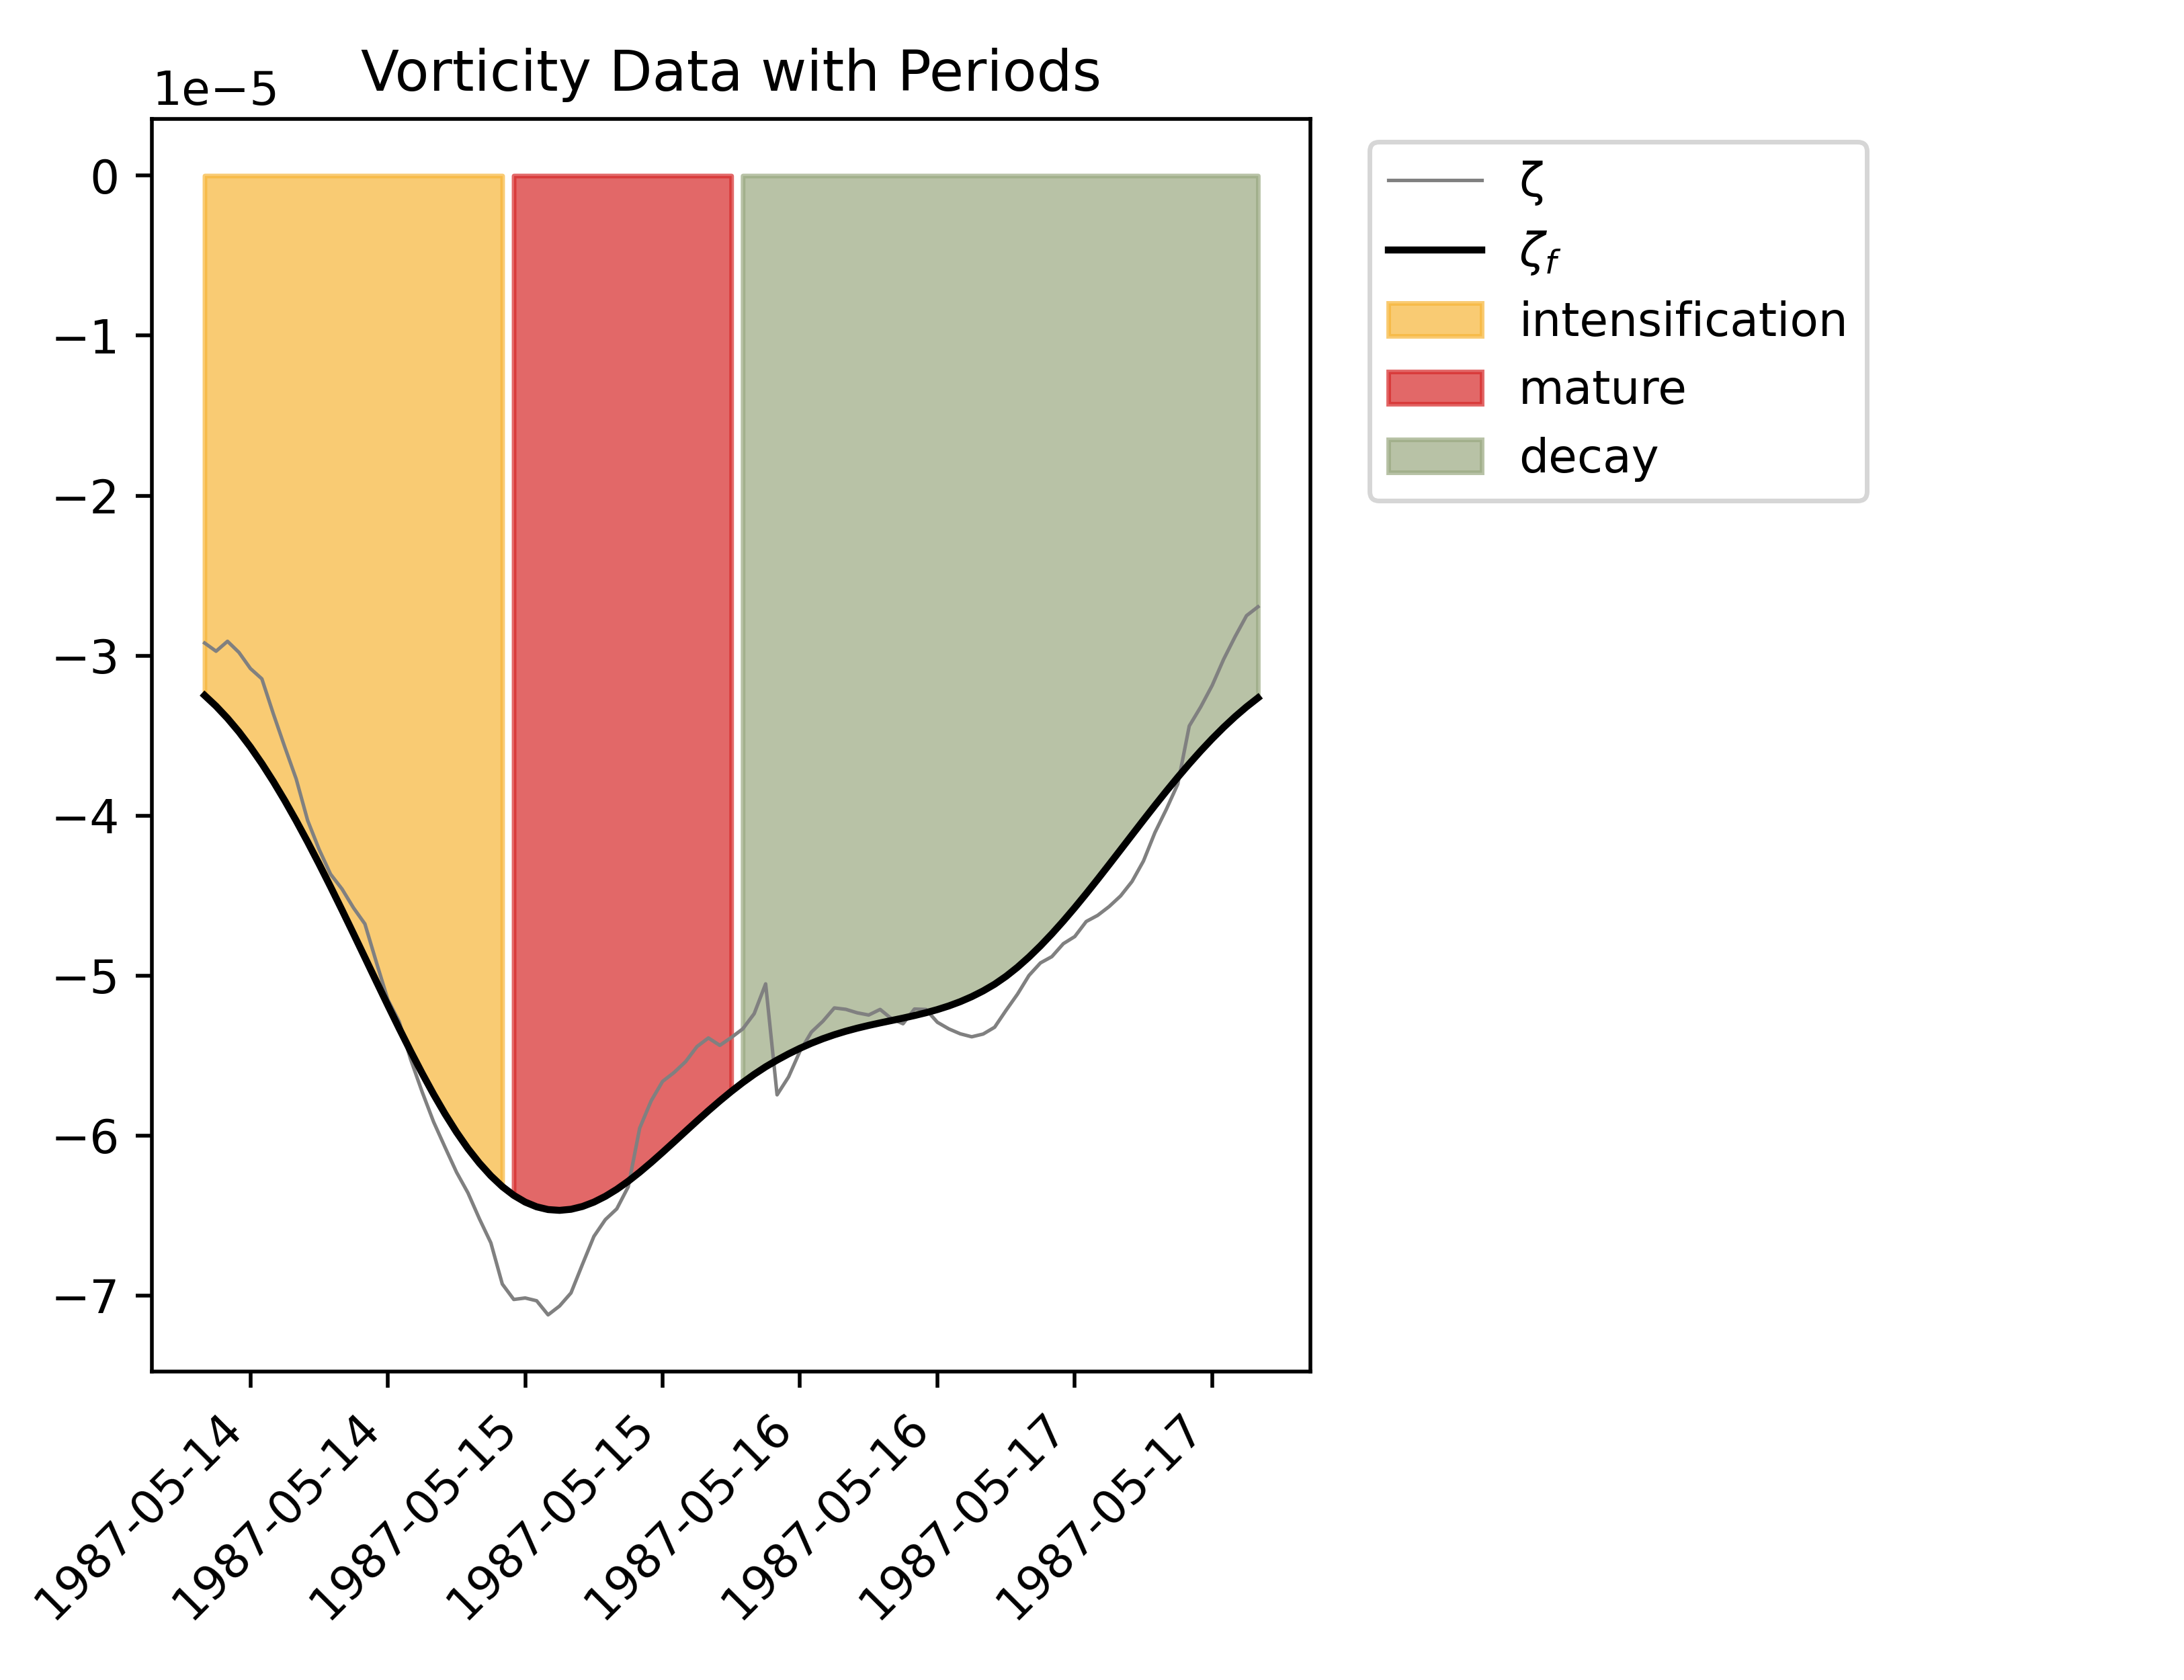 Vorticity Data with Periods
1e−5
0
−1
−2
−3
−4
−5
−6
−7
1987-05-14
1987-05-14
1987-05-15
1987-05-15
1987-05-16
1987-05-16
1987-05-17
1987-05-17
ζ
ζf
intensification
mature
decay